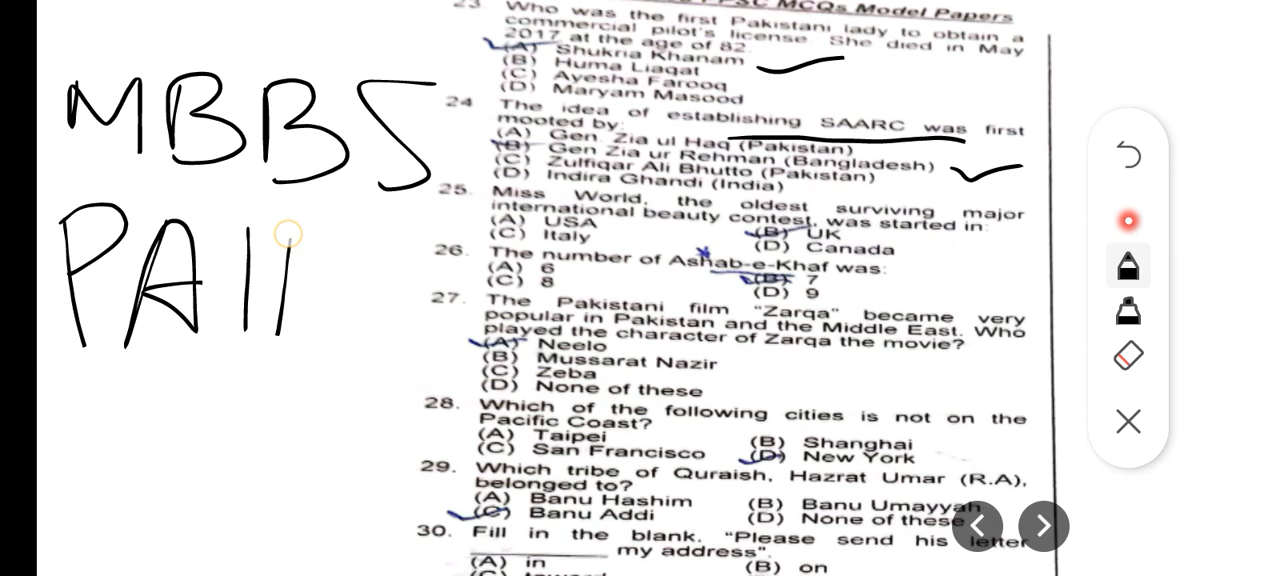 23 Who was the first Pakistani lady to obtain a
commercial pilot's license She died in May
2017 at the age of 82.
(A) Shukria Khanam
(B) Huma Liaqat
(C) Ayesha Farooq
(D) Maryam Masood
24 The idea of establishing SAARC was first
mooted by:
(A) Gen. Zia ul Haq (Pakistan)
(B) Gen Zia ur Rehman (Bangladesh)
(C) Zulfiqar Ali Bhutto (Pakistan)
(D) Indira Ghandi (India)
25. Miss World, the oldest surviving major
international beauty contest, was started in:
(A) USA (B) UK
(C) Italy (D) Canada
26. The number of Ashab-e-Khaf was:
(A) 6 (B) 7
(C) 8 (D) 9
27. The Pakistani film "Zarqa" became very
popular in Pakistan and the Middle East. Who
played the character of Zarqa the movie?
(A) Neelo
(B) Mussarat Nazir
(C) Zeba
(D) None of these
28. Which of the following cities is not on the
Pacific Coast?
(A) Taipei (B) Shanghai
(C) San Francisco (D) New York
29. Which tribe of Quraish, Hazrat Umar (R.A),
belonged to?
(A) Banu Hashim (B) Banu Umayyah
(C) Banu Addi (D) None of these
30. Fill in the blank. "Please send his letter
__________ my address".
(A) in (B) on
MCQs Model Papers
MBBS
PAII